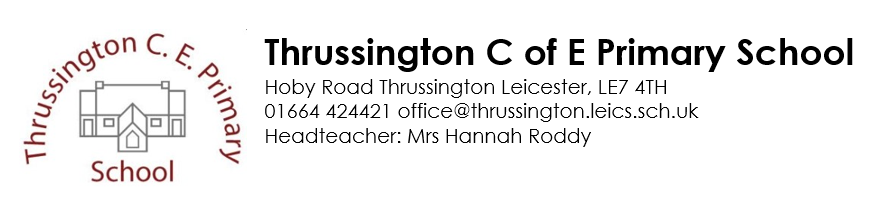 Thrussington C. E. Primary
School
Thrussington C of E Primary School
Hoby Road Thrussington Leicester, LE7 4TH
01664 424421 office@thrussington.leics.sch.uk
Headteacher: Mrs Hannah Roddy